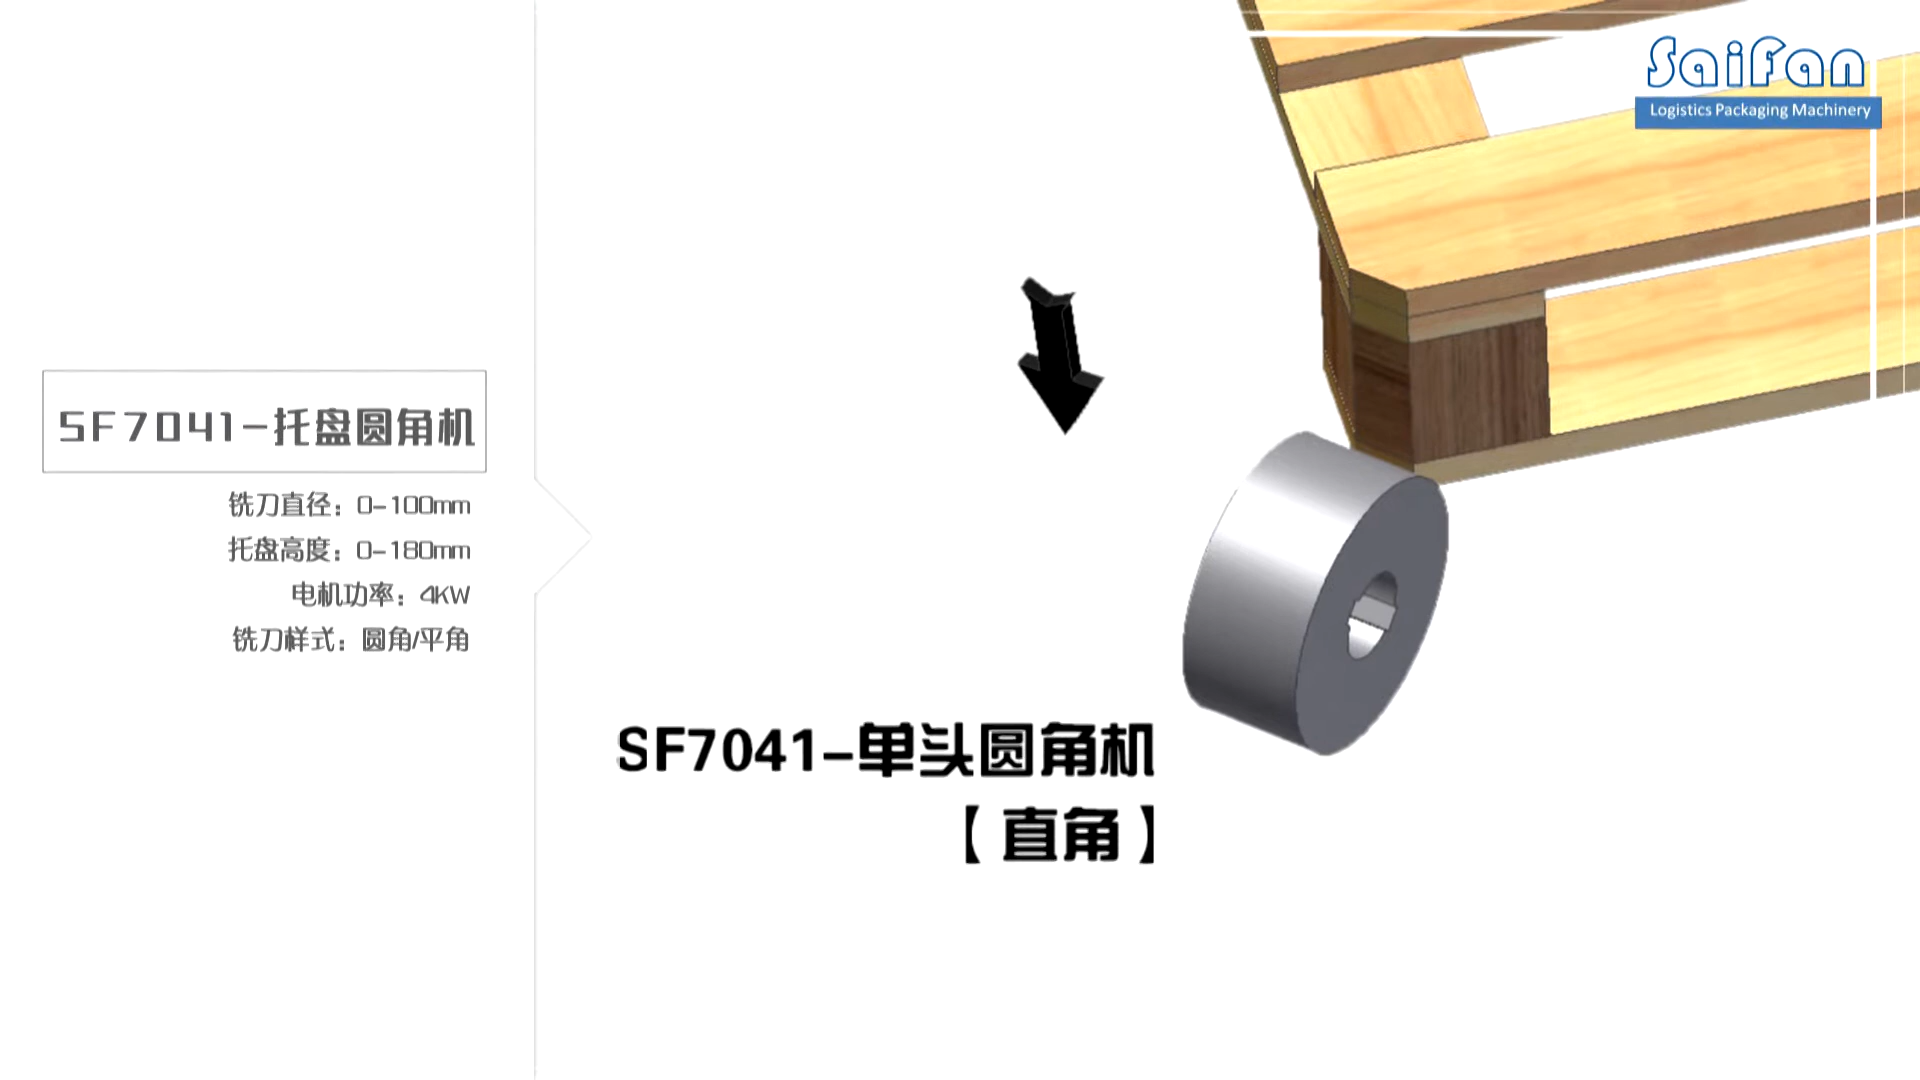 SaiFan
Logistics Packaging Machinery
SF7041-托盘圆角机
铣刀直径：0-100mm
托盘高度：0-180mm
电机功率：4KW
铣刀样式：圆角/平角
SF7041-单头圆角机
【直角】